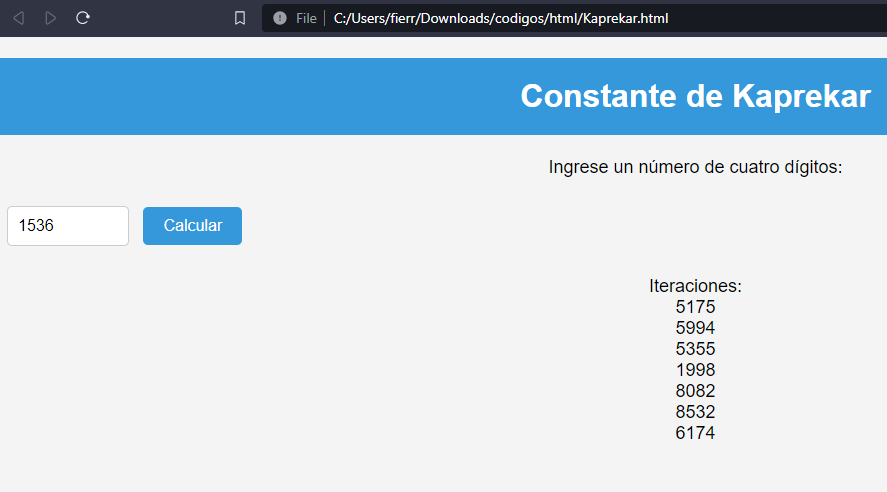 File C:/Users/fierr/Downloads/codigos/html/Kaprekar.html
Constante de Kaprekar
Ingrese un número de cuatro dígitos:
1536 Calcular
Iteraciones:
5175
5994
5355
1998
8082
8532
6174